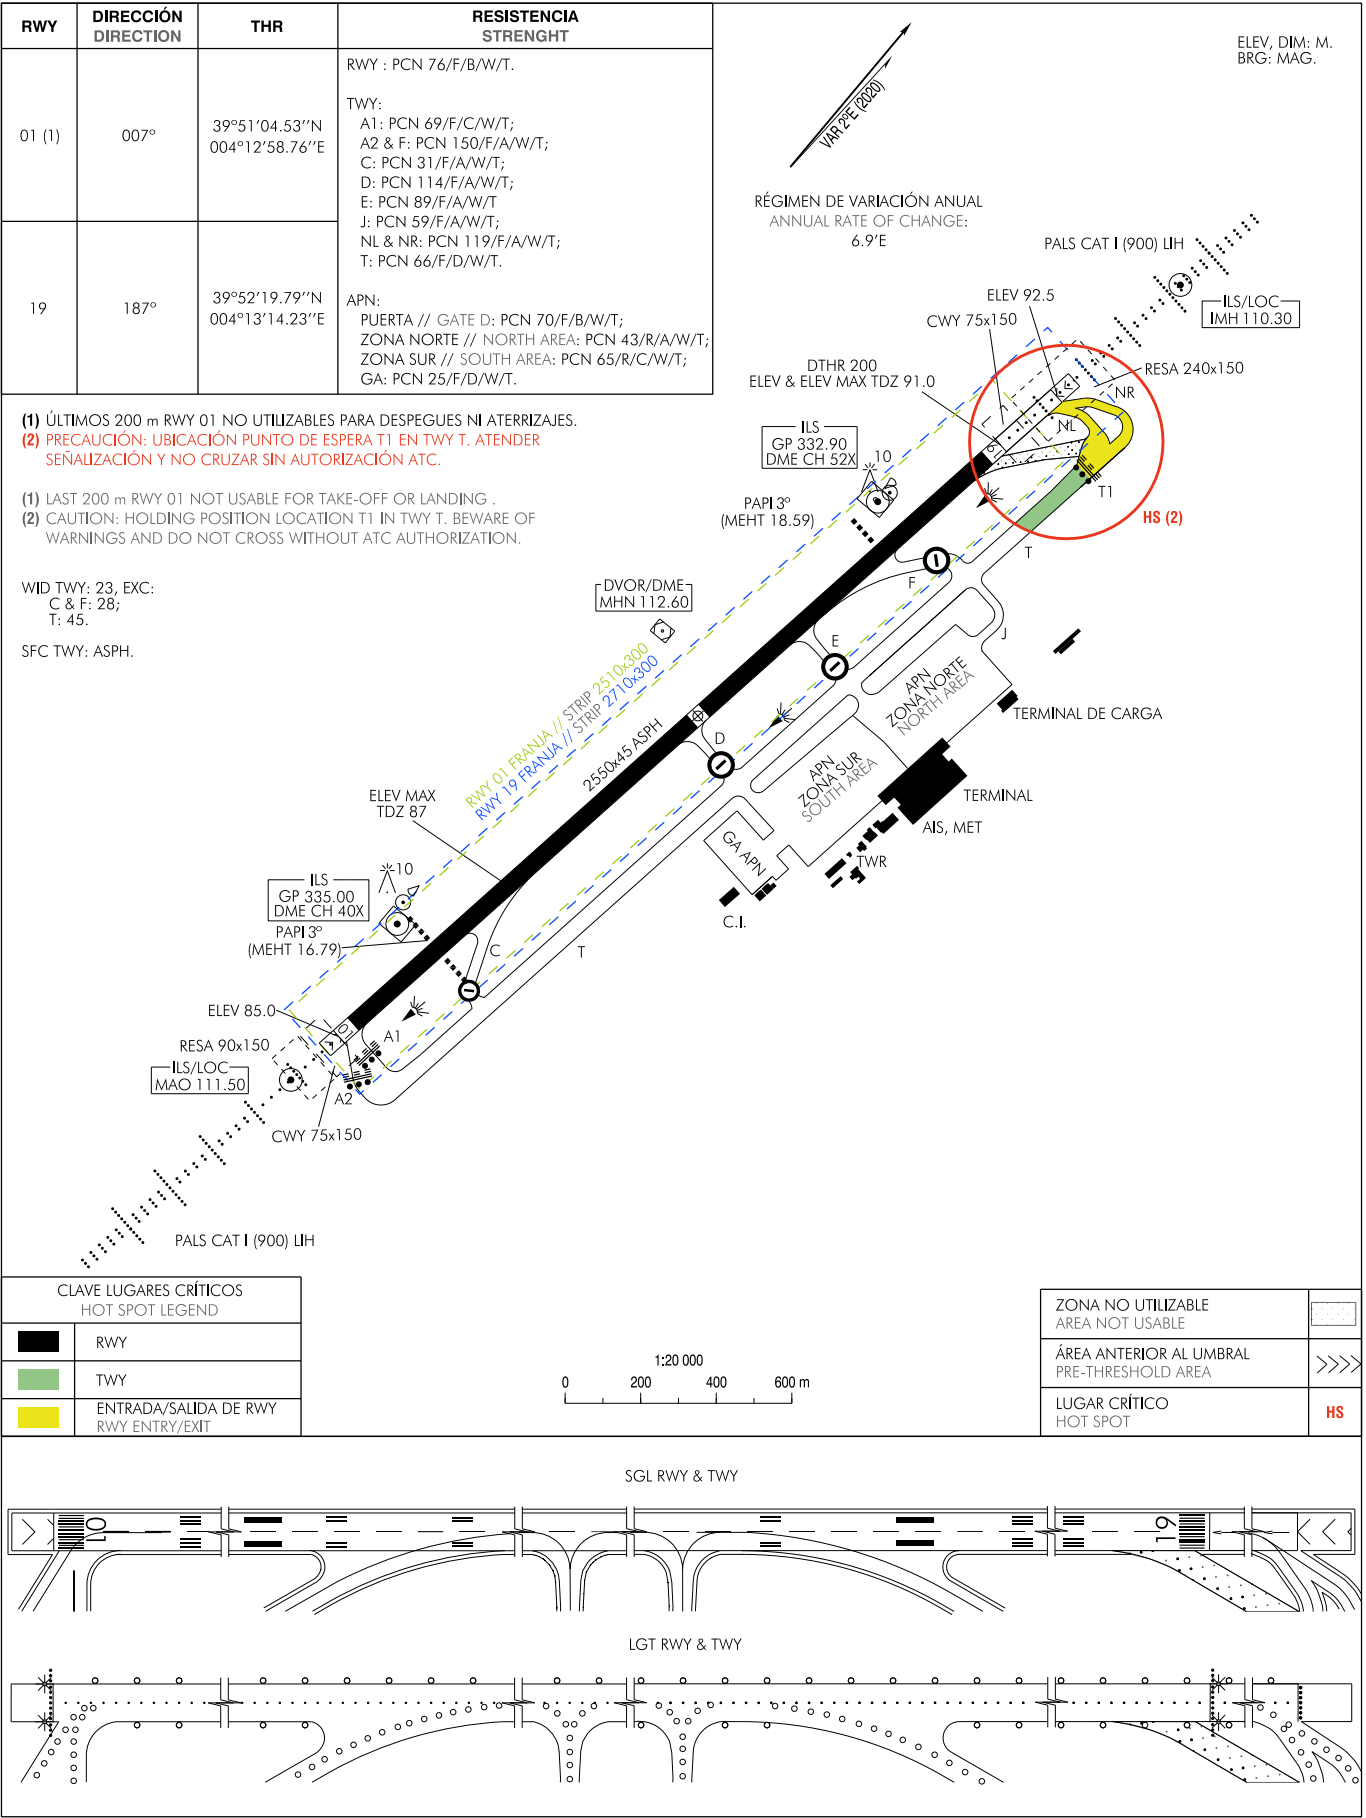 RWY
DIRECCIÓN
DIRECTION
THR
RESISTENCIA
STRENGHT
01 (1)
007º
39º51'04.53''N
004º12'58.76''E
19
187º
39º52'19.79''N
004º13'14.23''E
RWY : PCN 76/F/B/W/T.
TWY:
A1: PCN 69/F/C/W/T;
A2 & F: PCN 150/F/A/W/T;
C: PCN 31/F/A/W/T;
D: PCN 114/F/A/W/T;
E: PCN 89/F/A/W/T
J: PCN 59/F/A/W/T;
NL & NR: PCN 119/F/A/W/T;
T: PCN 66/F/D/W/T.
APN:
PUERTA // GATE D: PCN 70/F/B/W/T;
ZONA NORTE // NORTH AREA: PCN 43/R/A/W/T;
ZONA SUR // SOUTH AREA: PCN 65/R/C/W/T;
GA: PCN 25/F/D/W/T.
ELEV, DIM: M.
BRG: MAG.
VAR 2ºE (2020)
RÉGIMEN DE VARIACIÓN ANUAL
ANNUAL RATE OF CHANGE:
6.9'E
(1) ÚLTIMOS 200 m RWY 01 NO UTILIZABLES PARA DESPEGUES NI ATERRIZAJES.
(2) PRECAUCIÓN: UBICACIÓN PUNTO DE ESPERA T1 EN TWY T. ATENDER
SEÑALIZACIÓN Y NO CRUZAR SIN AUTORIZACIÓN ATC.
(1) LAST 200 m RWY 01 NOT USABLE FOR TAKE-OFF OR LANDING .
(2) CAUTION: HOLDING POSITION LOCATION T1 IN TWY T. BEWARE OF
WARNINGS AND DO NOT CROSS WITHOUT ATC AUTHORIZATION.
WID TWY: 23, EXC:
C & F: 28;
T: 45.
SFC TWY: ASPH.
PALS CAT I (900) LIH
ILS/LOC
IMH 110.30
ELEV 92.5
CWY 75x150
RESA 240x150
DTHR 200
ELEV & ELEV MAX TDZ 91.0
NR
NL
19
T1
HS (2)
ILS
GP 332.90
DME CH 52X
10
PAPI 3º
(MEHT 18.59)
T
F
E
J
DVOR/DME
MHN 112.60
RWY 01 FRANJA // STRIP 2510x300
RWY 19 FRANJA // STRIP 2710x300
2550x45 ASPH
D
APN
ZONA NORTE
NORTH AREA
TERMINAL DE CARGA
APN
ZONA SUR
SOUTH AREA
TERMINAL
AIS, MET
TWR
GA APN
C.I.
ELEV MAX
TDZ 87
10
ILS
GP 335.00
DME CH 40X
PAPI 3º
(MEHT 16.79)
C
T
ELEV 85.0
01
A1
RESA 90x150
ILS/LOC
MAO 111.50
A2
CWY 75x150
PALS CAT I (900) LIH
CLAVE LUGARES CRÍTICOS
HOT SPOT LEGEND
RWY
TWY
ENTRADA/SALIDA DE RWY
RWY ENTRY/EXIT
1:20 000
0 200 400 600 m
ZONA NO UTILIZABLE
AREA NOT USABLE
ÁREA ANTERIOR AL UMBRAL
PRE-THRESHOLD AREA
LUGAR CRÍTICO
HOT SPOT
HS
SGL RWY & TWY
01
19
LGT RWY & TWY